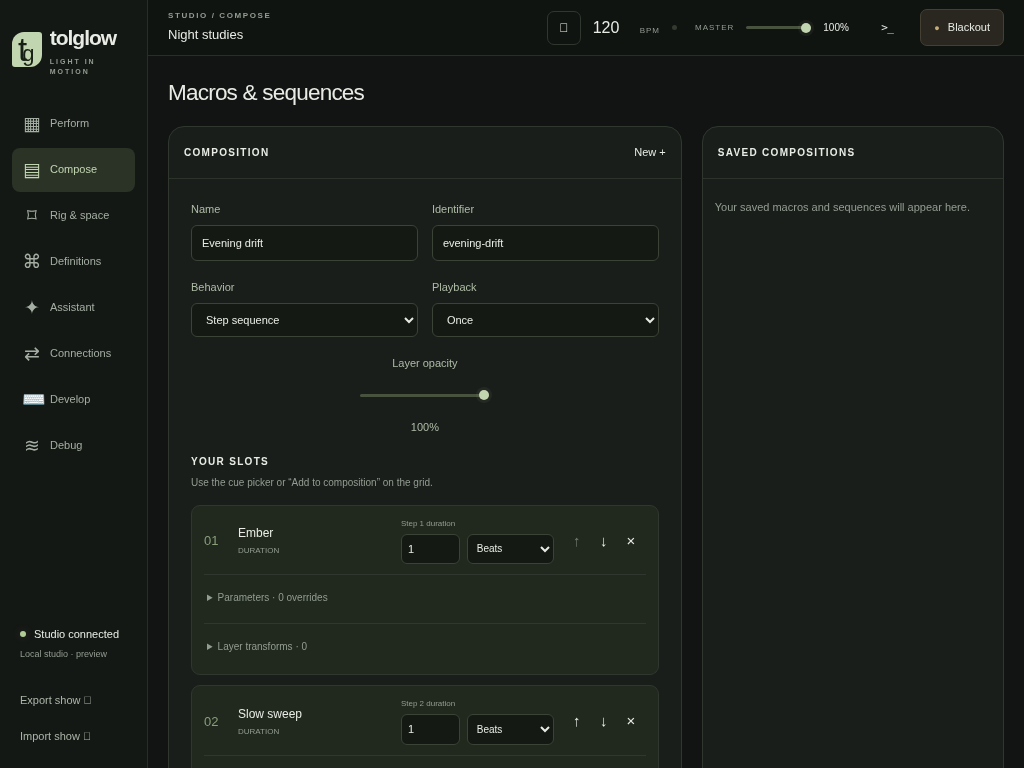 tg
tolglow
LIGHT IN
MOTION
Perform
Compose
Rig & space
Definitions
Assistant
Connections
Develop
Debug
Studio connected
Local studio · preview
Export show
Import show
STUDIO / COMPOSE
Night studies
120 BPM
MASTER 100%
>_
Blackout
Macros & sequences
COMPOSITION
New +
Name
Identifier
Evening drift
evening-drift
Behavior
Playback
Step sequence
Once
Layer opacity
100%
YOUR SLOTS
Use the cue picker or “Add to composition” on the grid.
01
Ember
DURATION
Step 1 duration
1
Beats
↑ ↓ ×
▶ Parameters · 0 overrides
▶ Layer transforms · 0
02
Slow sweep
DURATION
Step 2 duration
1
Beats
↑ ↓ ×
SAVED COMPOSITIONS
Your saved macros and sequences will appear here.